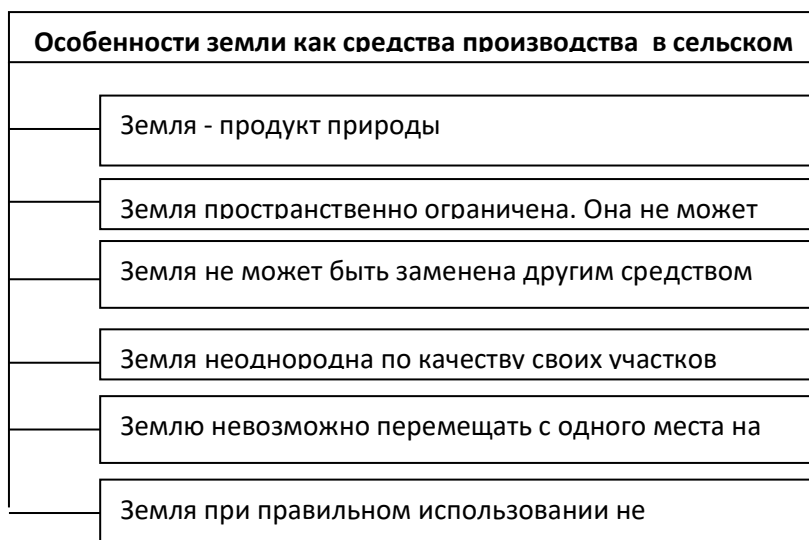 Особенности земли как средства производства в сельском
Земля - продукт природы
Земля пространственно ограничена. Она не может
Земля не может быть заменена другим средством
Земля неоднородна по качеству своих участков
Землю невозможно перемещать с одного места на
Земля при правильном использовании не